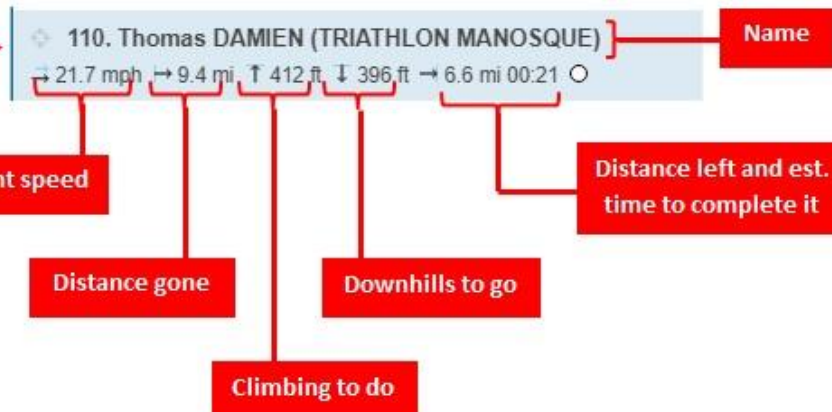 110. Thomas DAMIEN (TRIATHLON MANOSQUE)
Name
21.7 mph ↦ 9.4 mi ↑ 412 ft ↧ 396 ft → 6.6 mi 00:21
nt speed
Distance left and est.
time to complete it
Distance gone
Downhills to go
Climbing to do